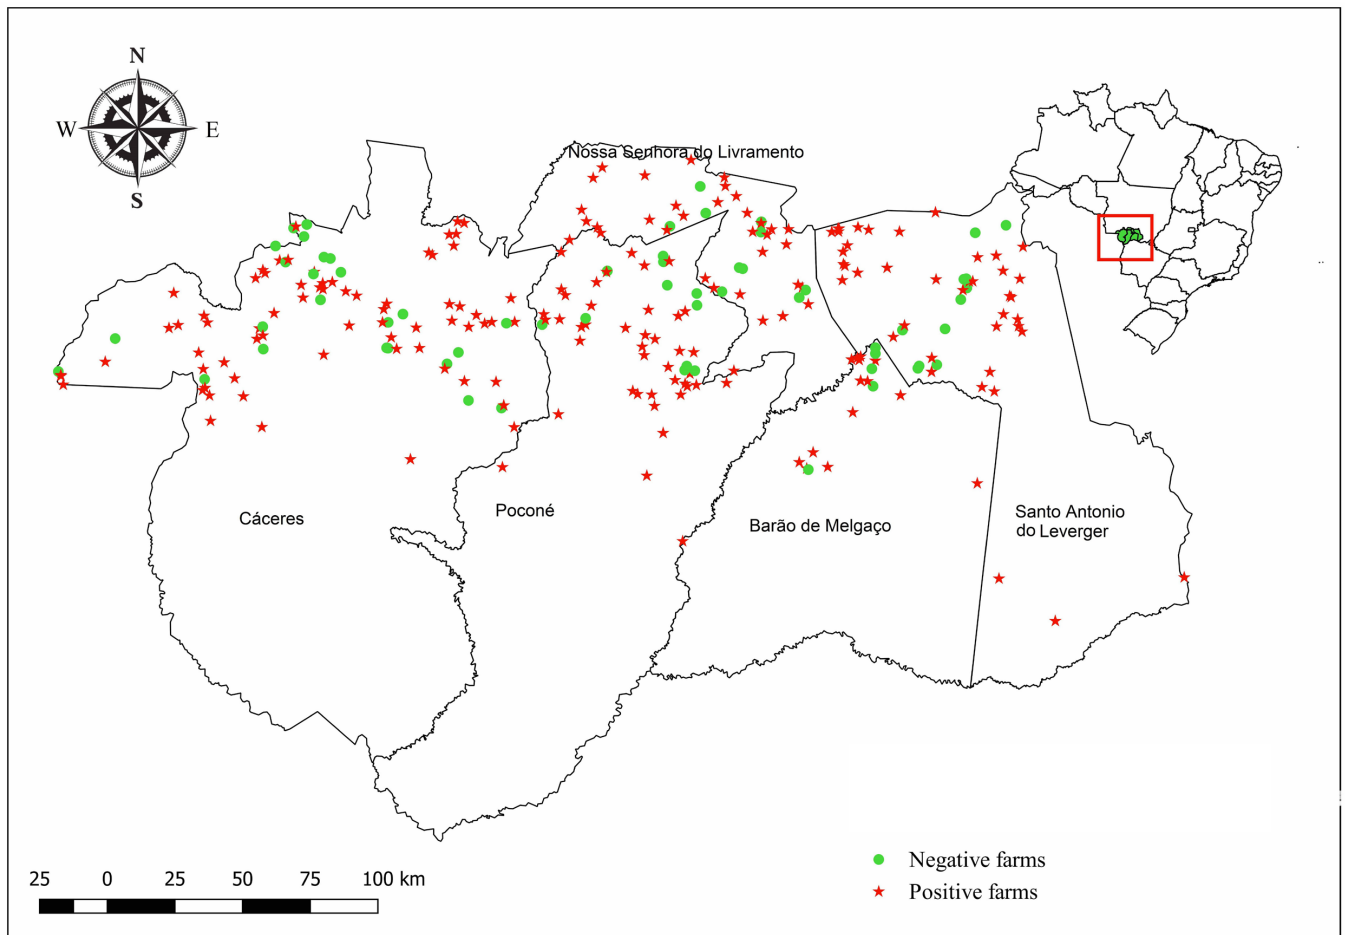 N
W E
S
Nossa Senhora do Livramento
Cáceres
Poconé
Barão de Melgaço
Santo Antonio
do Leverger
25 0 25 50 75 100 km
Negative farms
Positive farms